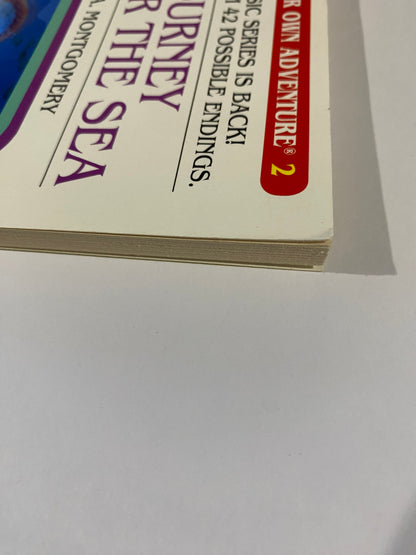 R OWN ADVENTURE® 2
SIC SERIES IS BACK!
42 POSSIBLE ENDINGS.
URNEY
R THE SEA
A. MONTGOMERY